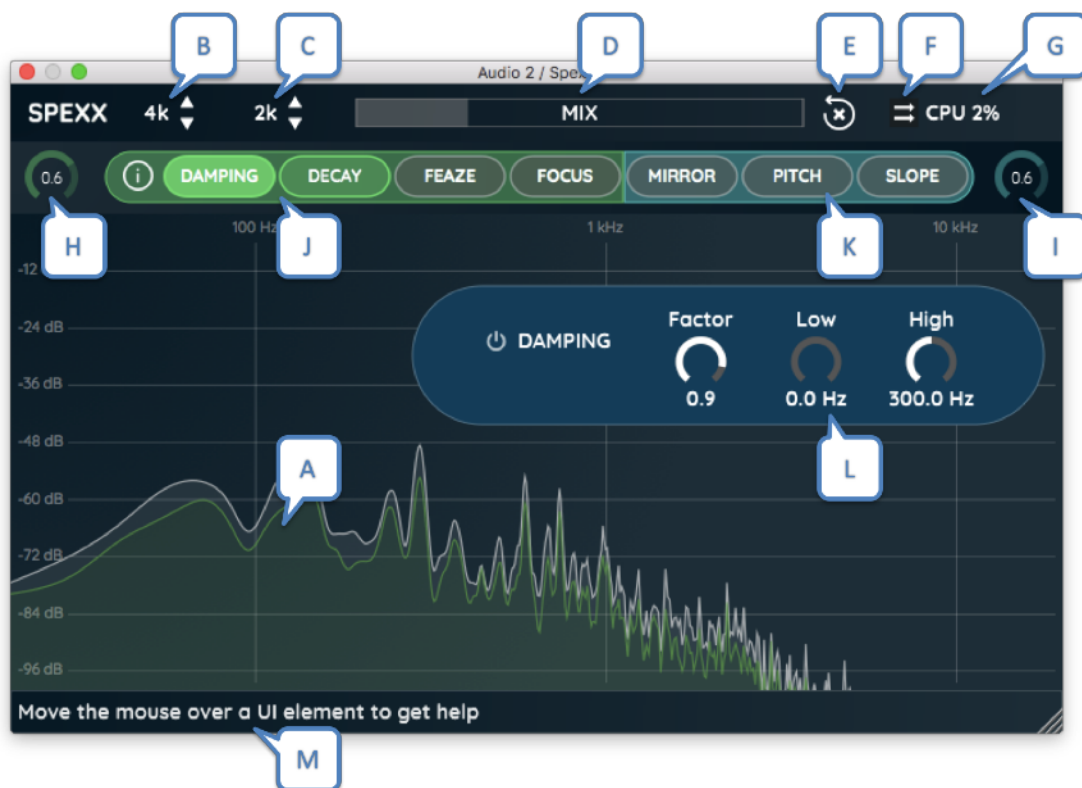 B C D E F G
Audio 2 / Spe
SPEXX 4k 2k MIX CPU 2%
0.6 i DAMPING DECAY FEAZE FOCUS MIRROR PITCH SLOPE 0.6
H J K I
100 Hz 1 kHz 10 kHz
-12
-24 dB
-36 dB
-48 dB
-60 dB
-72 dB
-84 dB
-96 dB
DAMPING
Factor Low High
0.9 0.0 Hz 300.0 Hz
A L
Move the mouse over a UI element to get help
M